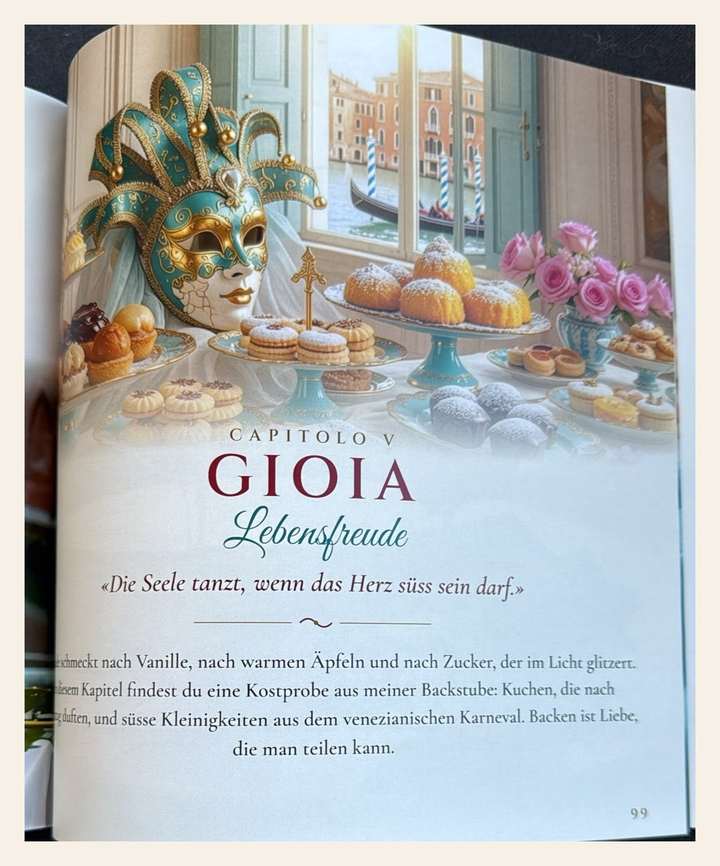 CAPITOLO V
GIOIA
Lebensfreude
«Die Seele tanzt, wenn das Herz süss sein darf.»
schmeckt nach Vanille, nach warmen Äpfeln und nach Zucker, der im Licht glitzert.
diesem Kapitel findest du eine Kostprobe aus meiner Backstube: Kuchen, die nach
duften, und süsse Kleinigkeiten aus dem venezianischen Karneval. Backen ist Liebe,
die man teilen kann.
99